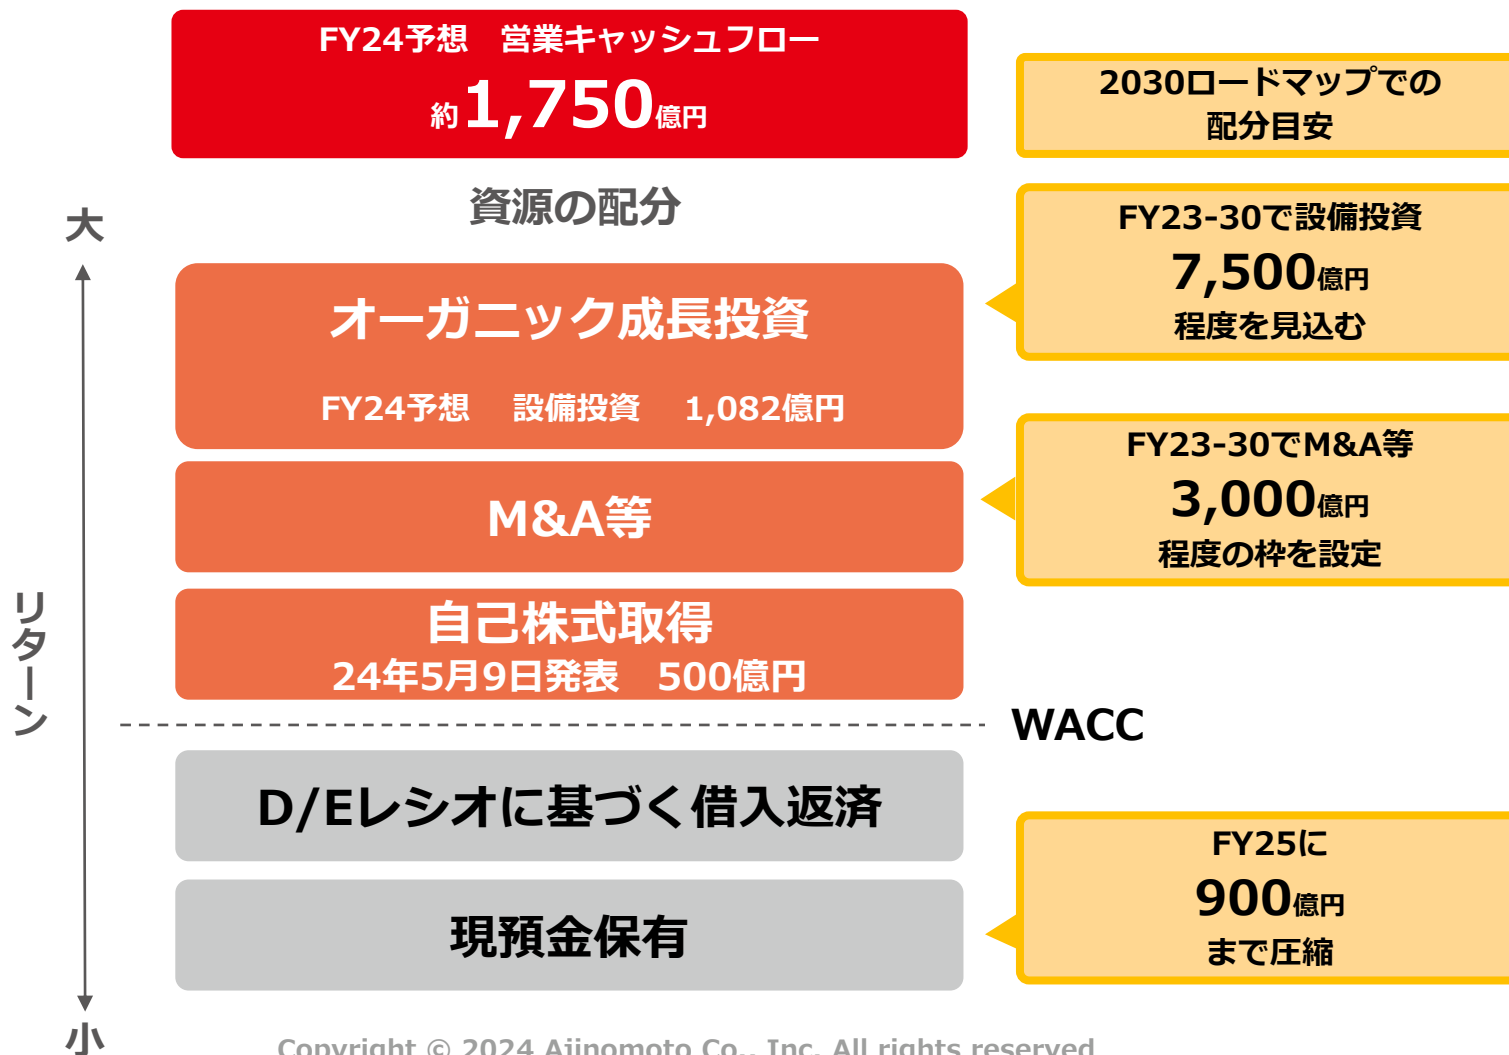 FY24予想 営業キャッシュフロー
約1,750億円
2030ロードマップでの
配分目安
資源の配分
大
リターン
小
オーガニック成長投資
FY24予想 設備投資 1,082億円
FY23-30で設備投資
7,500億円
程度を見込む
M&A等
FY23-30でM&A等
3,000億円
程度の枠を設定
自己株式取得
24年5月9日発表 500億円
WACC
D/Eレシオに基づく借入返済
現預金保有
FY25に
900億円
まで圧縮
Copyright © 2024 Ajinomoto Co., Inc. All rights reserved